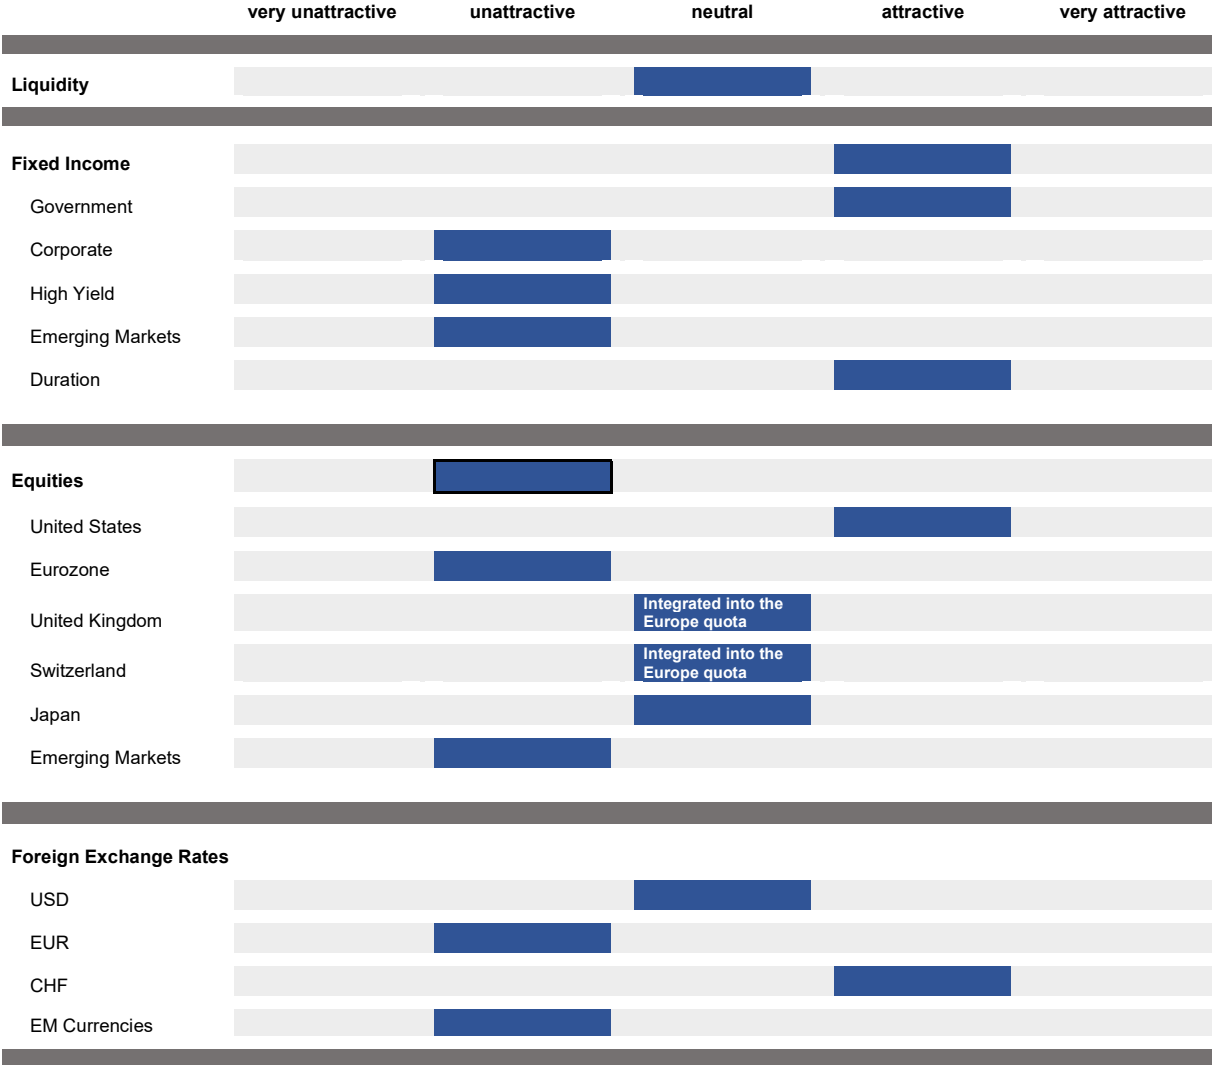 very unattractive unattractive neutral attractive very attractive
Liquidity
Fixed Income
Government
Corporate
High Yield
Emerging Markets
Duration
Equities
United States
Eurozone
United Kingdom
Integrated into the
Europe quota
Switzerland
Integrated into the
Europe quota
Japan
Emerging Markets
Foreign Exchange Rates
USD
EUR
CHF
EM Currencies